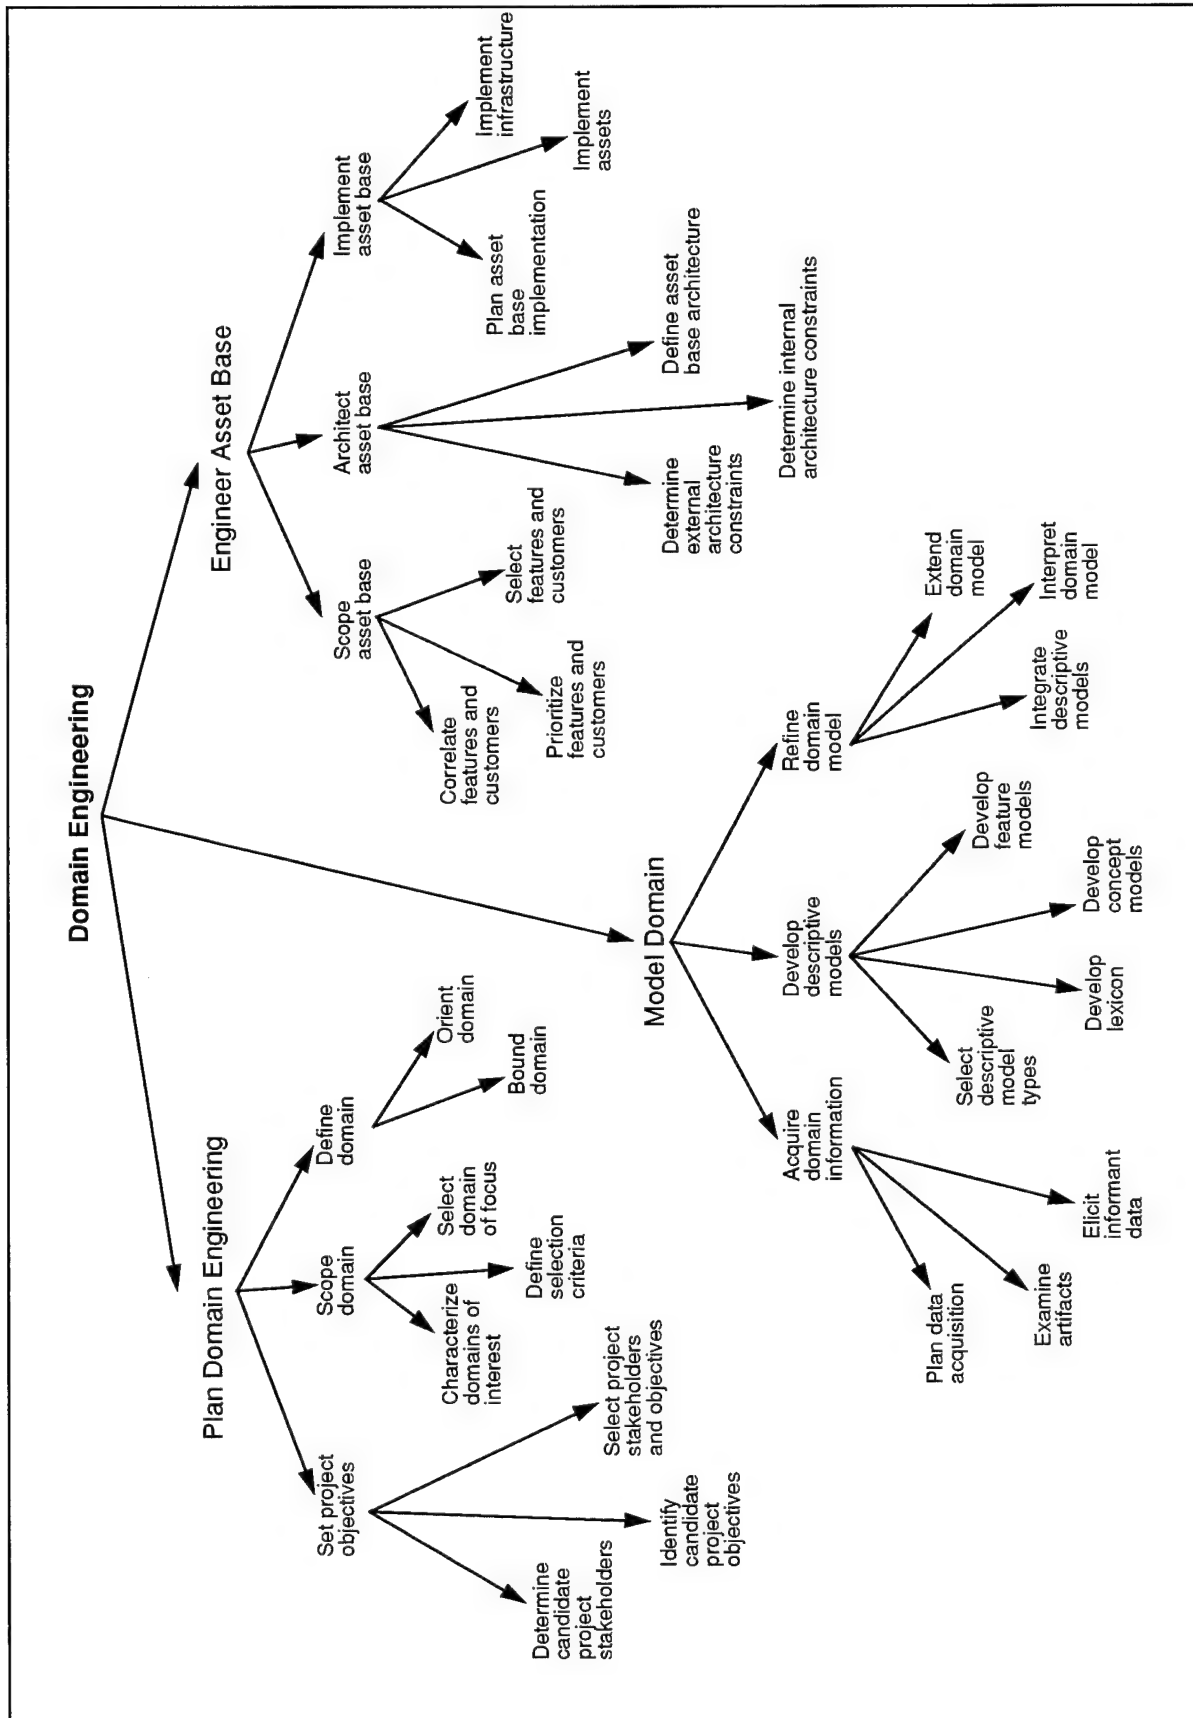 Domain Engineering
Plan Domain Engineering
Set project
objectives
Determine
candidate
project
stakeholders
Identify
candidate
project
objectives
Select project
stakeholders
and objectives
Scope
domain
Characterize
domains of
interest
Define
selection
criteria
Select
domain
of focus
Define
domain
Bound
domain
Orient
domain
Model Domain
Acquire
domain
information
Plan data
acquisition
Examine
artifacts
Elicit informant
data
Develop
descriptive
models
Select
descriptive
model
types
Develop
lexicon
Develop
concept
models
Develop
feature
models
Refine
domain
model
Integrate
descriptive
models
Interpret
domain
model
Extend
domain
model
Engineer Asset Base
Scope
asset base
Correlate
features and
customers
Prioritize
features and
customers
Select
features and
customers
Architect
asset base
Determine
external
architecture
constraints
Determine internal
architecture constraints
Define asset
base architecture
Implement
asset base
Plan asset
base
implementation
Implement
assets
Implement
infrastructure